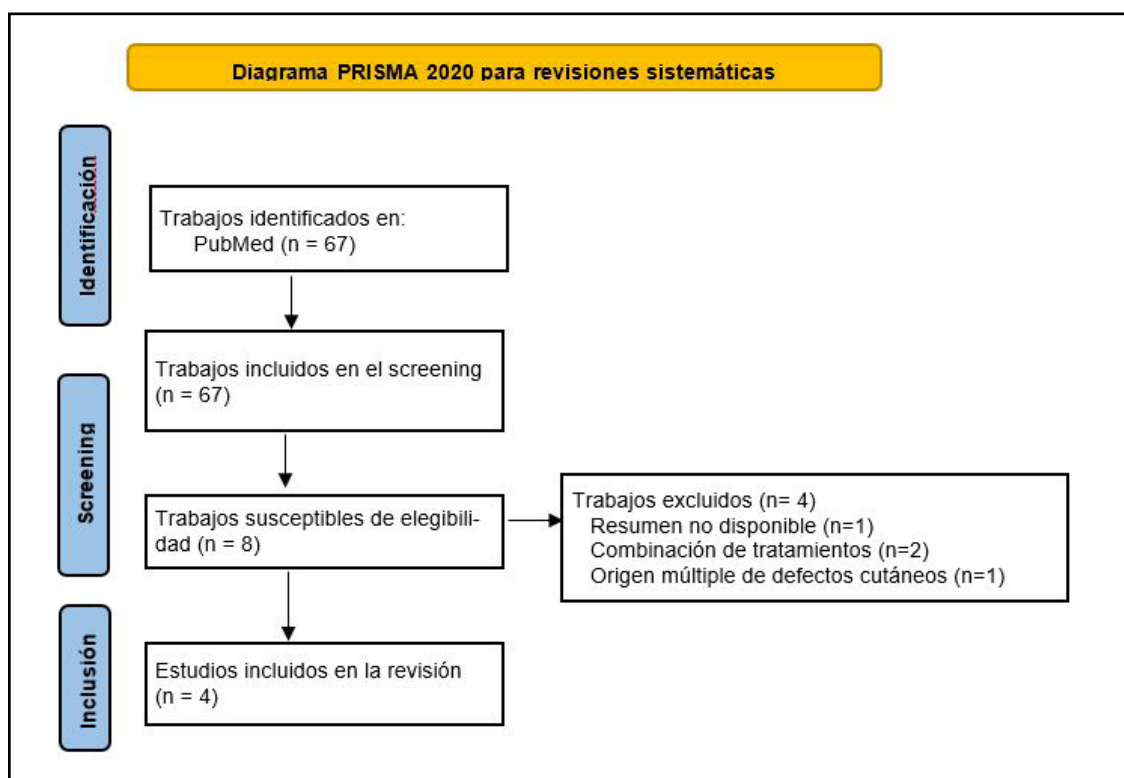 Diagrama PRISMA 2020 para revisiones sistemáticas
Identificación
Trabajos identificados en:
PubMed (n = 67)
Trabajos incluidos en el screening
(n = 67)
Screening
Trabajos susceptibles de elegibili-
dad (n = 8)
Trabajos excluidos (n= 4)
Resumen no disponible (n=1)
Combinación de tratamientos (n=2)
Origen múltiple de defectos cutáneos (n=1)
Inclusión
Estudios incluidos en la revisión
(n = 4)